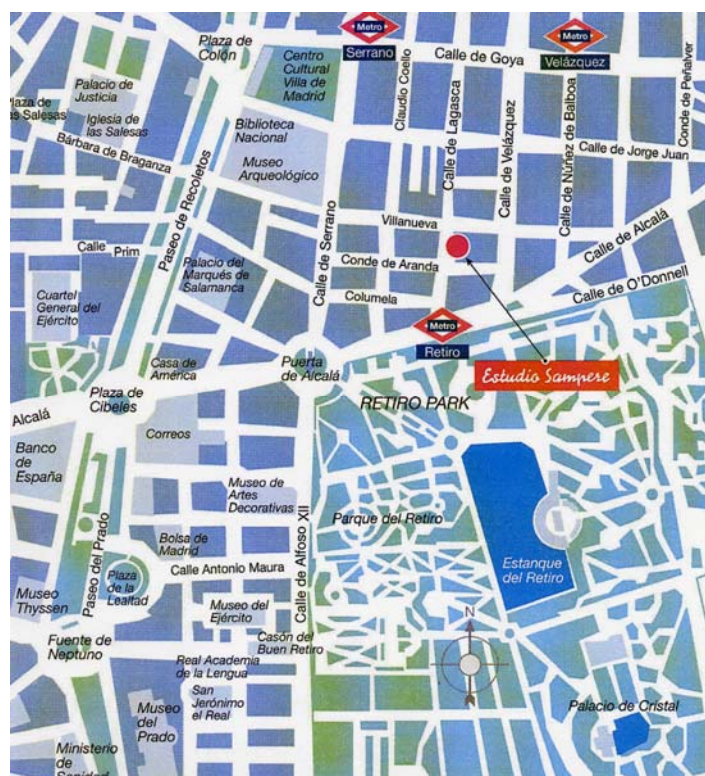 Plaza de
Colón
Metro
Serrano
Metro
Velázquez
Calle de Goya
Centro
Cultural
Villa de
Madrid
Claudio Coello
Calle de Lagasca
Calle de Velázquez
Calle de Núñez de Balboa
Conde de Peñalver
Palacio de
Justicia
Plaza de
las Salesas
Iglesia de
las Salesas
Bárbara de Braganza
Biblioteca
Nacional
Museo
Arqueológico
Calle de Jorge Juan
Paseo de Recoletos
Calle de Serrano
Villanueva
Calle de Alcalá
Calle
Prim
Palacio del
Marqués de
Salamanca
Conde de Aranda
Calle de O'Donnell
Columela
Cuartel
General del
Ejército
Metro
Retiro
Casa de
América
Puerta
de Alcalá
Estudio Sampere
Plaza de
Cibeles
RETIRO PARK
Alcalá
Correos
Banco
de
España
Museo de
Artes
Decorativas
Parque del Retiro
Bolsa de
Madrid
Calle de Alfoso XII
Estanque
del Retiro
Calle Antonio Maura
Paseo del Prado
Plaza
de la
Lealtad
Museo
Thyssen
Museo del
Ejército
N
Fuente de
Neptuno
Casón del
Buen Retiro
Real Academia
de la Lengua
San
Jerónimo
el Real
Museo
del
Prado
Palacio de Cristal
Ministerio
de
Sanidad